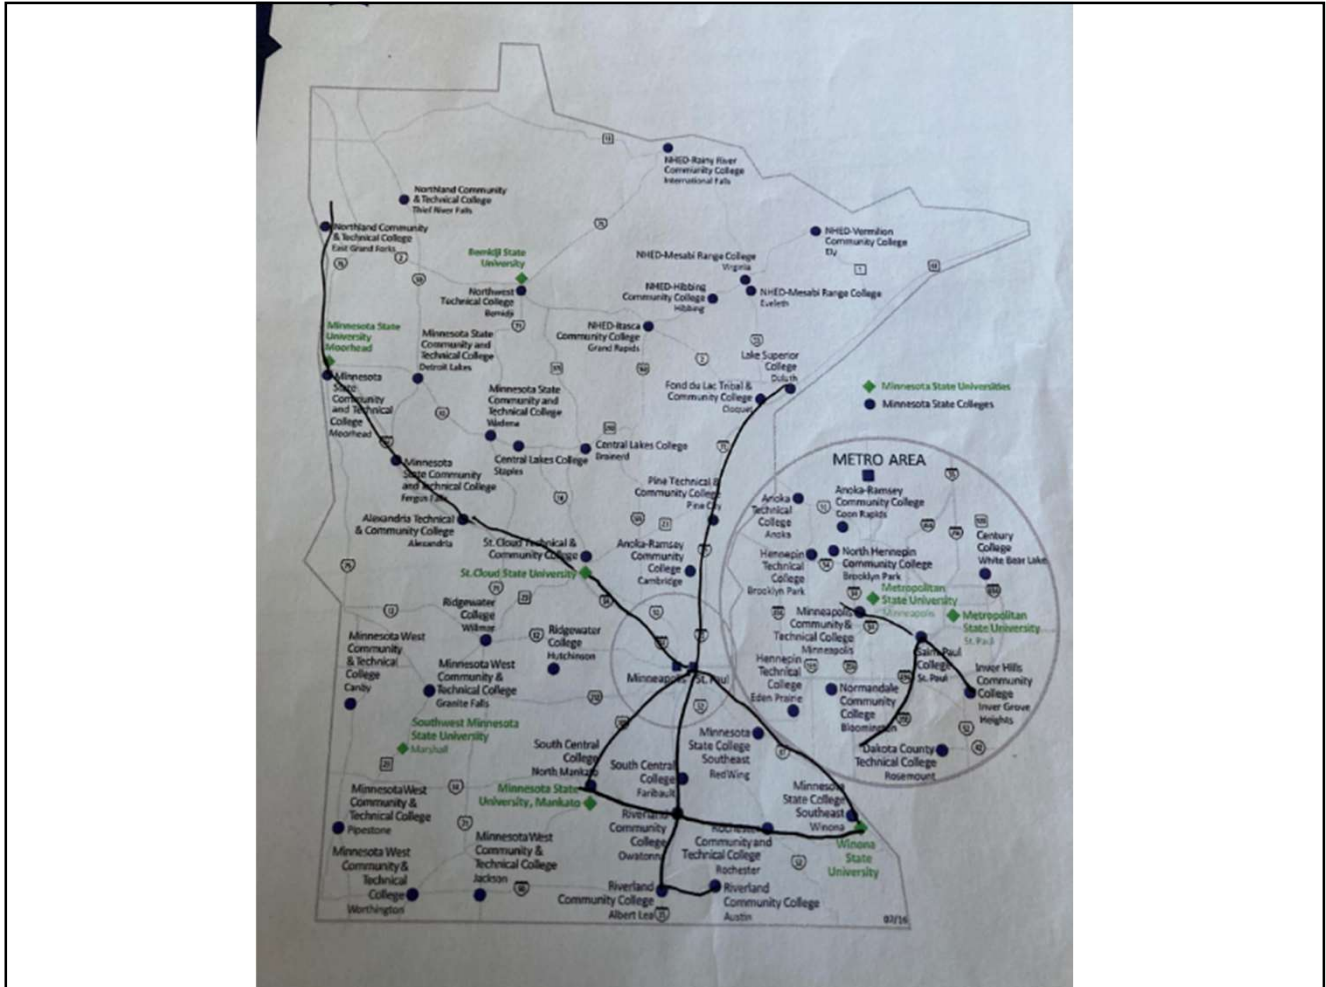 NHED-Rainy River
Community College
International Falls
Northland Community
& Technical College
Thief River Falls
Northland Community
& Technical College
East Grand Forks
NHED-Vermilion
Community College
Ely
Bemidji State
University
Northwest
Technical College
Bemidji
NHED-Mesabi Range College
Virginia
NHED-Mesabi Range College
Eveleth
NHED-Hibbing
Community College
Hibbing
NHED-Itasca
Community College
Grand Rapids
Minnesota State
University
Moorhead
Minnesota State
Community and
Technical College
Detroit Lakes
Lake Superior
College
Duluth
Fond du Lac Tribal &
Community College
Cloquet
Minnesota State Universities
Minnesota State Colleges
Minnesota
State
Community
and Technical
College
Moorhead
Minnesota State
Community and
Technical College
Wadena
Central Lakes College
Staples
Central Lakes College
Brainerd
Minnesota
State Community
and Technical College
Fergus Falls
Pine Technical &
Community College
Pine City
Alexandria Technical
& Community College
Alexandria
St. Cloud Technical &
Community College
St. Cloud State University
Anoka-Ramsey
Community
College
Cambridge
Ridgewater
College
Willmar
Ridgewater
College
Hutchinson
Minnesota West
Community
& Technical
College
Canby
Minnesota West
Community &
Technical College
Granite Falls
Minneapolis
St. Paul
Southwest Minnesota
State University
Marshall
South Central
College
North Mankato
Minnesota State
University, Mankato
South Central
College
Faribault
Minnesota
State College
Southeast
Red Wing
Minnesota
State College
Southeast
Winona
Winona
State
University
Minnesota West
Community &
Technical College
Pipestone
Minnesota West
Community &
Technical
College
Worthington
Minnesota West
Community &
Technical College
Jackson
Riverland
Community
College
Owatonna
Rochester
Community and
Technical College
Rochester
Riverland
Community College
Albert Lea
Riverland
Community College
Austin
02/16
METRO AREA
Anoka-Ramsey
Community College
Coon Rapids
Anoka
Technical
College
Anoka
Century
College
White Bear Lake
Hennepin
Technical
College
Brooklyn Park
North Hennepin
Community College
Brooklyn Park
Metropolitan
State University
Minneapolis
Metropolitan
State University
St. Paul
Minneapolis
Community &
Technical College
Minneapolis
Saint Paul
College
St. Paul
Inver Hills
Community
College
Inver Grove
Heights
Hennepin
Technical
College
Eden Prairie
Normandale
Community
College
Bloomington
Dakota County
Technical College
Rosemount